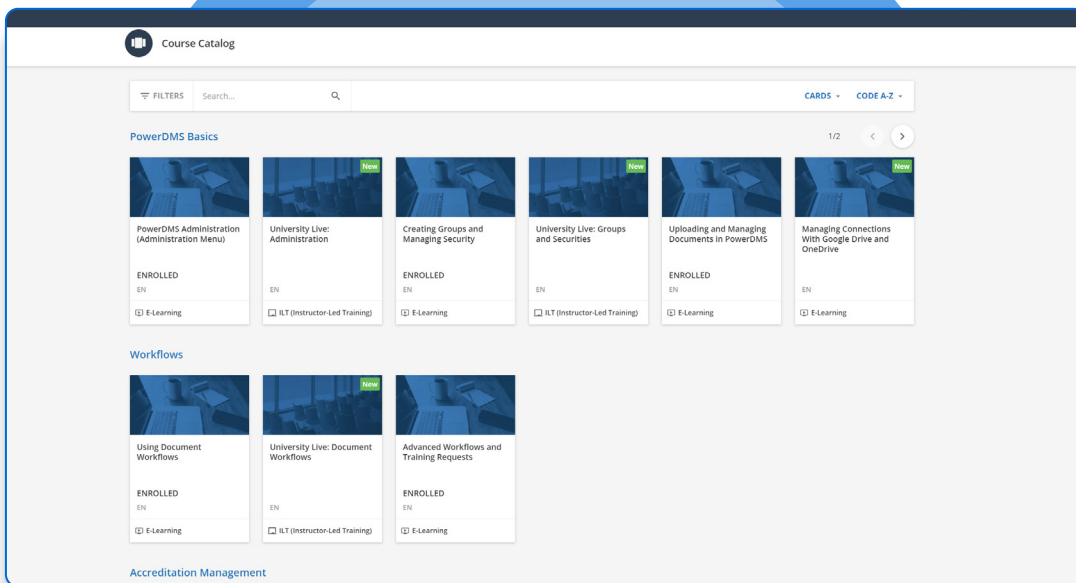 Course Catalog
FILTERS Search... CARDS CODE A-Z
PowerDMS Basics 1/2
New New New
PowerDMS Administration (Administration Menu)
ENROLLED
EN
E-Learning
University Live: Administration
EN
ILT (Instructor-Led Training)
Creating Groups and Managing Security
ENROLLED
EN
E-Learning
University Live: Groups and Securities
EN
ILT (Instructor-Led Training)
Uploading and Managing Documents in PowerDMS
ENROLLED
EN
E-Learning
Managing Connections With Google Drive and OneDrive
EN
E-Learning
Workflows
New
Using Document Workflows
ENROLLED
EN
E-Learning
University Live: Document Workflows
EN
ILT (Instructor-Led Training)
Advanced Workflows and Training Requests
ENROLLED
EN
E-Learning
Accreditation Management